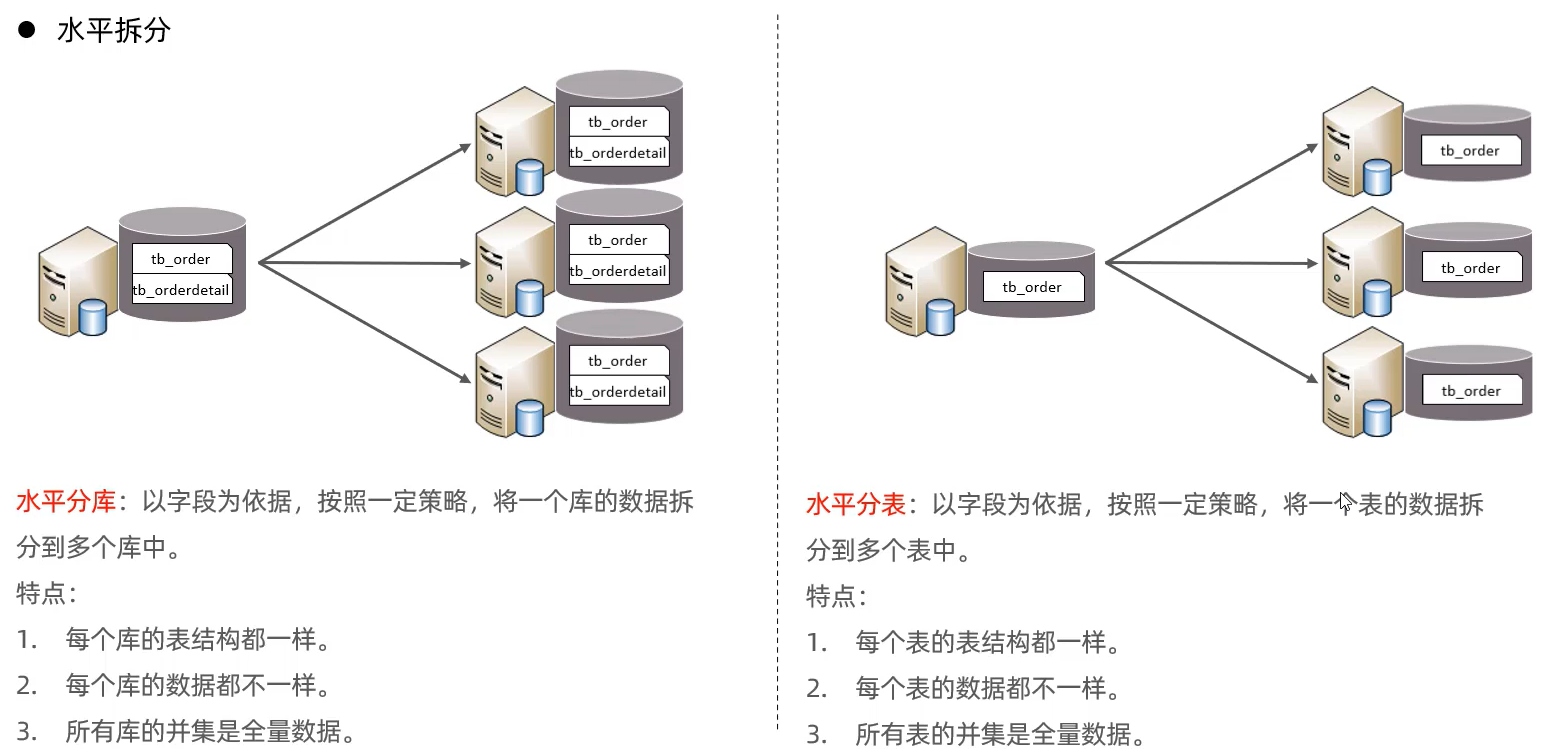 ● 水平拆分
tb_order
tb_orderdetail
tb_order
tb_orderdetail
tb_order
tb_orderdetail
tb_order
tb_orderdetail
水平分库：以字段为依据，按照一定策略，将一个库的数据拆
分到多个库中。
特点：
1. 每个库的表结构都一样。
2. 每个库的数据都不一样。
3. 所有库的并集是全量数据。
tb_order
tb_order
tb_order
tb_order
水平分表：以字段为依据，按照一定策略，将一个表的数据拆
分到多个表中。
特点：
1. 每个表的表结构都一样。
2. 每个表的数据都不一样。
3. 所有表的并集是全量数据。